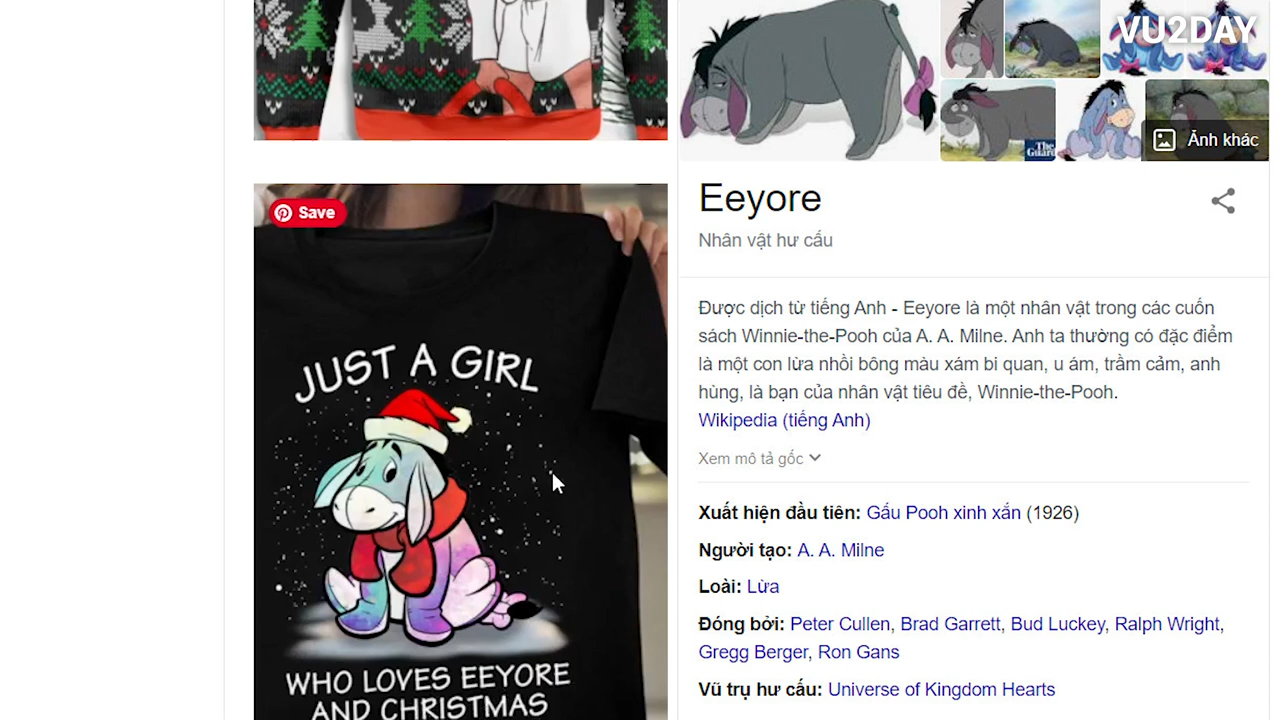 VU2DAY
The
Guard
Ảnh khác
Save
JUST A GIRL
WHO LOVES EEYORE
AND CHRISTMAS
Eeyore
Nhân vật hư cấu
Được dịch từ tiếng Anh - Eeyore là một nhân vật trong các cuốn
sách Winnie-the-Pooh của A. A. Milne. Anh ta thường có đặc điểm
là một con lừa nhồi bông màu xám bi quan, u ám, trầm cảm, anh
hùng, là bạn của nhân vật tiêu đề, Winnie-the-Pooh.
Wikipedia (tiếng Anh)
Xem mô tả gốc
Xuất hiện đầu tiên: Gấu Pooh xinh xắn (1926)
Người tạo: A. A. Milne
Loài: Lừa
Đóng bởi: Peter Cullen, Brad Garrett, Bud Luckey, Ralph Wright,
Gregg Berger, Ron Gans
Vũ trụ hư cấu: Universe of Kingdom Hearts